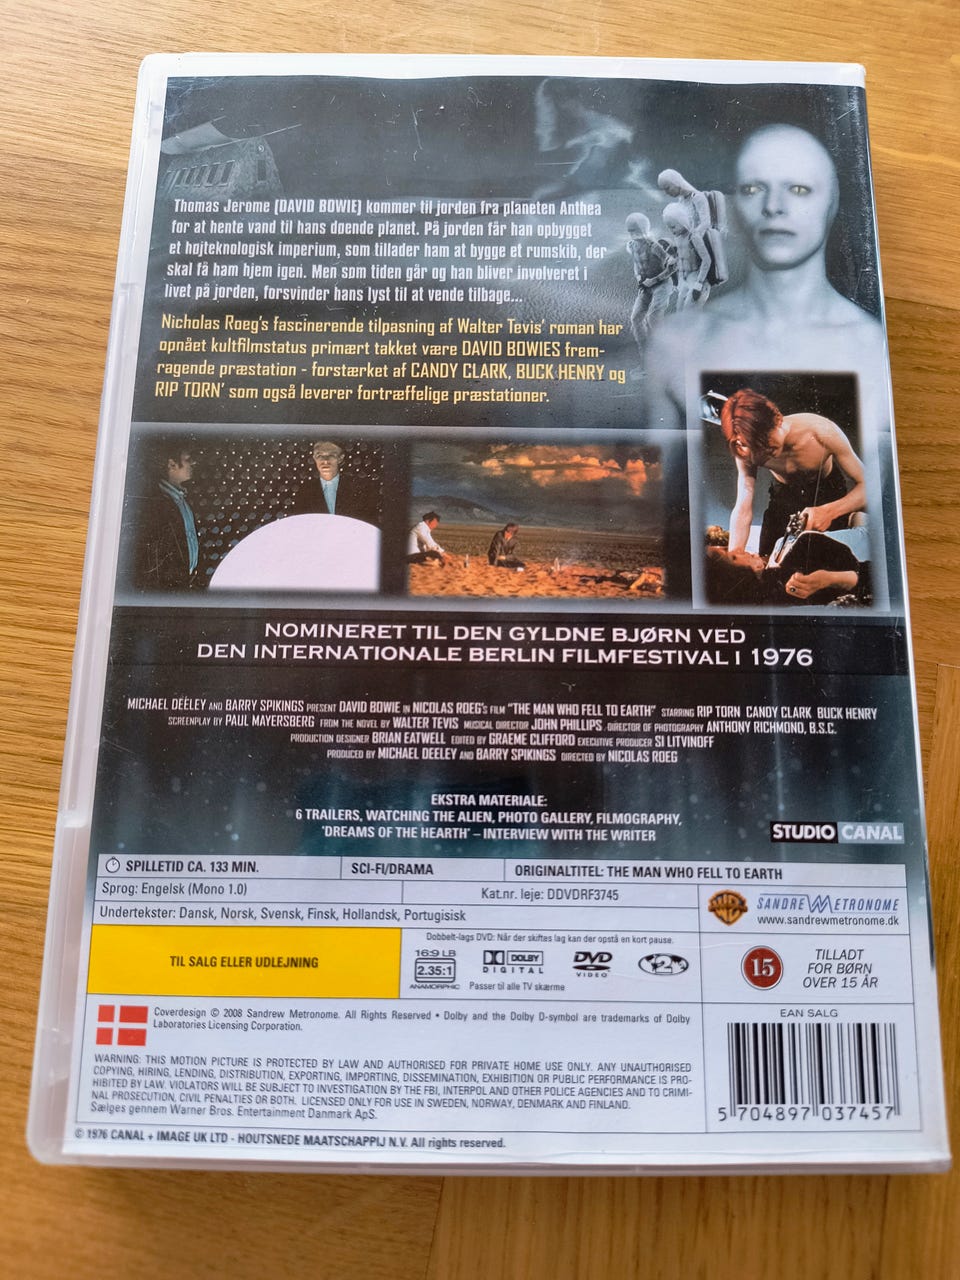 Thomas Jerome (DAVID BOWIE) kommer til jorden fra planeten Anthea
for at hente vand til hans døende planet. På jorden får han opbygget
et højteknologisk imperium, som tillader ham at bygge et rumskib, der
skal få ham hjem igen. Men som tiden går og han bliver involveret i
livet på jorden, forsvinder hans lyst til at vende tilbage...
Nicholas Roeg's fascinerende tilpasning af Walter Tevis' roman har
opnået kultfilmstatus primært takket være DAVID BOWIES frem-
ragende præstation - forstærket af CANDY CLARK, BUCK HENRY og
RIP TORN' som også leverer fortræffelige præstationer.
NOMINERET TIL DEN GYLDNE BJØRN VED
DEN INTERNATIONALE BERLIN FILMFESTIVAL I 1976
MICHAEL DEELEY AND BARRY SPIKINGS PRESENT DAVID BOWIE IN NICOLAS ROEG'S FILM "THE MAN WHO FELL TO EARTH" STARRING RIP TORN CANDY CLARK BUCK HENRY
SCREENPLAY BY PAUL MAYERSBERG FROM THE NOVEL BY WALTER TEVIS MUSICAL DIRECTOR JOHN PHILLIPS DIRECTOR OF PHOTOGRAPHY ANTHONY RICHMOND, B.S.C.
PRODUCTION DESIGNER BRIAN EATWELL EDITED BY GRAEME CLIFFORD EXECUTIVE PRODUCER SI LITVINOFF
PRODUCED BY MICHAEL DEELEY AND BARRY SPIKINGS DIRECTED BY NICOLAS ROEG
EKSTRA MATERIALE:
6 TRAILERS, WATCHING THE ALIEN, PHOTO GALLERY, FILMOGRAPHY,
'DREAMS OF THE HEARTH' – INTERVIEW WITH THE WRITER
STUDIO CANAL
SPILLETID CA. 133 MIN.
SCI-FI/DRAMA
ORIGINALTITEL: THE MAN WHO FELL TO EARTH
Sprog: Engelsk (Mono 1.0)
Kat.nr. leje: DDVDRF3745
Undertekster: Dansk, Norsk, Svensk, Finsk, Hollandsk, Portugisisk
WB SANDREW METRONOME
www.sandrewmetronome.dk
TIL SALG ELLER UDLEJNING
Dobbelt-lags DVD: Når der skiftes lag kan der opstå en kort pause.
16:9 LB
2.35:1
ANAMORPHIC
DOLBY
DIGITAL
DVD
VIDEO
2
Passer til alle TV skærme
15
TILLADT
FOR BØRN
OVER 15 ÅR
Coverdesign © 2008 Sandrew Metronome. All Rights Reserved • Dolby and the Dolby D-symbol are trademarks of Dolby
Laboratories Licensing Corporation.
WARNING: THIS MOTION PICTURE IS PROTECTED BY LAW AND AUTHORISED FOR PRIVATE HOME USE ONLY. ANY UNAUTHORISED
COPYING, HIRING, LENDING, DISTRIBUTION, EXPORTING, IMPORTING, DISSEMINATION, EXHIBITION OR PUBLIC PERFORMANCE IS PRO-
HIBITED BY LAW. VIOLATORS WILL BE SUBJECT TO INVESTIGATION BY THE FBI, INTERPOL AND OTHER POLICE AGENCIES AND TO CRIMI-
NAL PROSECUTION, CIVIL PENALTIES OR BOTH. LICENSED ONLY FOR USE IN SWEDEN, NORWAY, DENMARK AND FINLAND.
Sælges gennem Warner Bros. Entertainment Danmark ApS.
EAN SALG
5 704897 037457
© 1976 CANAL + IMAGE UK LTD - HOUTSNEDE MAATSCHAPPIJ N.V. All rights reserved.